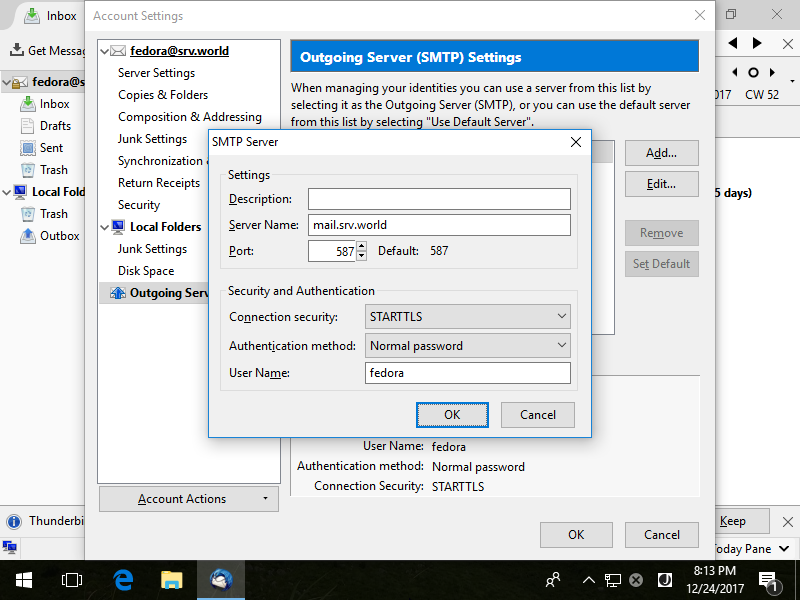 Inbox
Account Settings
Get Messag
fedora@s
Inbox
Drafts
Sent
Trash
Local Fold
Trash
Outbox
fedora@srv.world
Server Settings
Copies & Folders
Composition & Addressing
Junk Settings
Synchronization
Return Receipts
Security
Local Folders
Junk Settings
Disk Space
Outgoing Serv
Account Actions
Outgoing Server (SMTP) Settings
When managing your identities you can use a server from this list by
selecting it as the Outgoing Server (SMTP), or you can use the default server
from this list by selecting "Use Default Server".
Add...
Edit...
Remove
Set Default
SMTP Server
Settings
Description:
Server Name: mail.srv.world
Port: 587 Default: 587
Security and Authentication
Connection security: STARTTLS
Authentication method: Normal password
User Name: fedora
OK Cancel
User Name: fedora
Authentication method: Normal password
Connection Security: STARTTLS
OK Cancel
017 CW 52
5 days)
Thunderbi
Keep
oday Pane
8:13 PM
12/24/2017
1